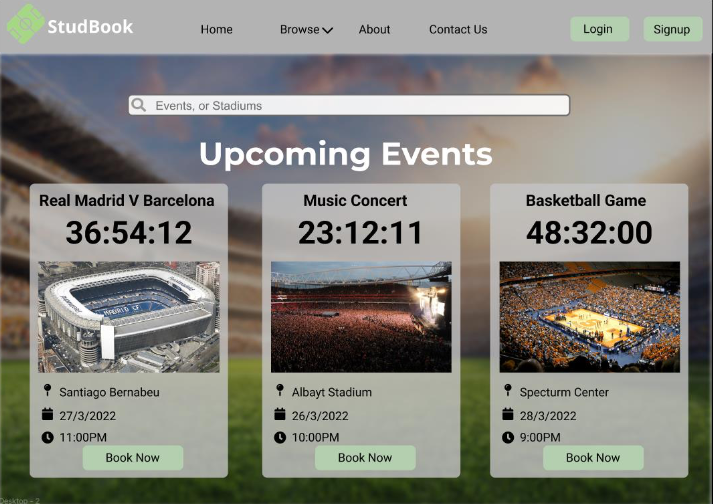 StudBook
Home Browse About Contact Us Login Signup
Events, or Stadiums
Upcoming Events
Real Madrid V Barcelona
36:54:12
MADRID CF
Santiago Bernabeu
27/3/2022
11:00PM
Book Now
Music Concert
23:12:11
Albayt Stadium
26/3/2022
10:00PM
Book Now
Basketball Game
48:32:00
Specturm Center
28/3/2022
9:00PM
Book Now
Desktop - 2